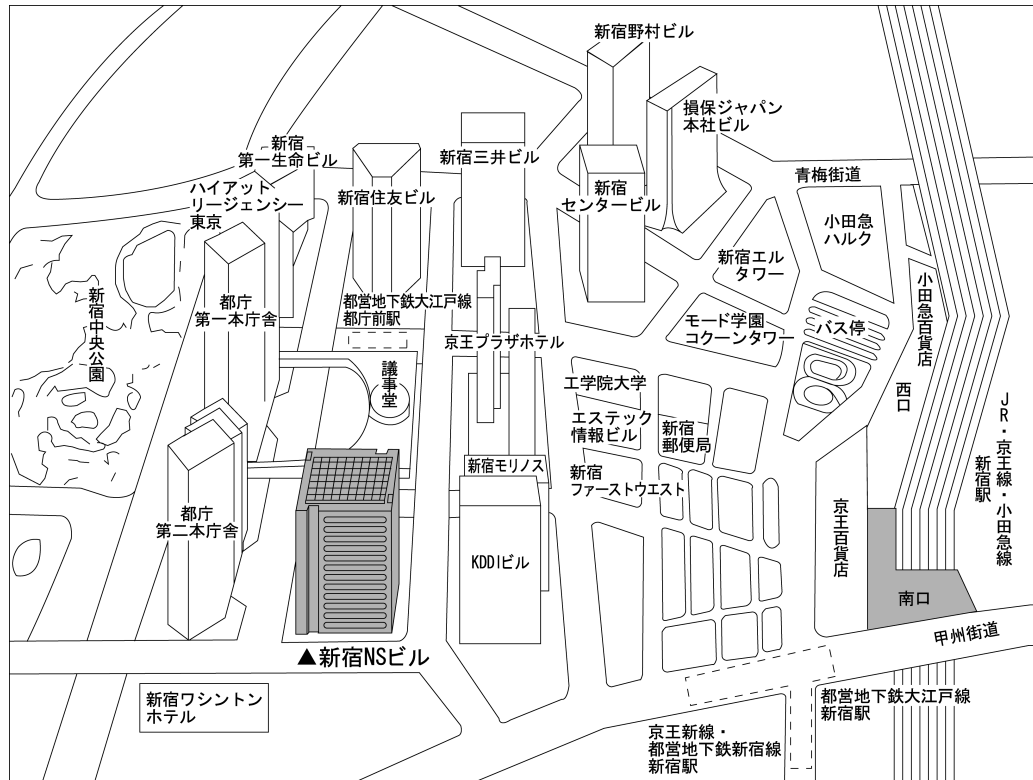 新宿野村ビル
損保ジャパン
本社ビル
新宿三井ビル
新宿
第一生命ビル
ハイアット
リージェンシー
東京
新宿住友ビル
新宿
センタービル
青梅街道
小田急
ハルク
新宿エル
タワー
小田急百貨店
都庁
第一本庁舎
都営地下鉄大江戸線
都庁前駅
モード学園
コクーンタワー
バス停
新宿中央公園
京王プラザホテル
議事堂
工学院大学
西口
JR・京王線・小田急線
新宿駅
エステック
情報ビル
新宿
郵便局
新宿モリノス
新宿
ファーストウエスト
都庁
第二本庁舎
KDDIビル
京王百貨店
南口
甲州街道
▲新宿NSビル
新宿ワシントン
ホテル
都営地下鉄大江戸線
新宿駅
京王新線・
都営地下鉄新宿線
新宿駅